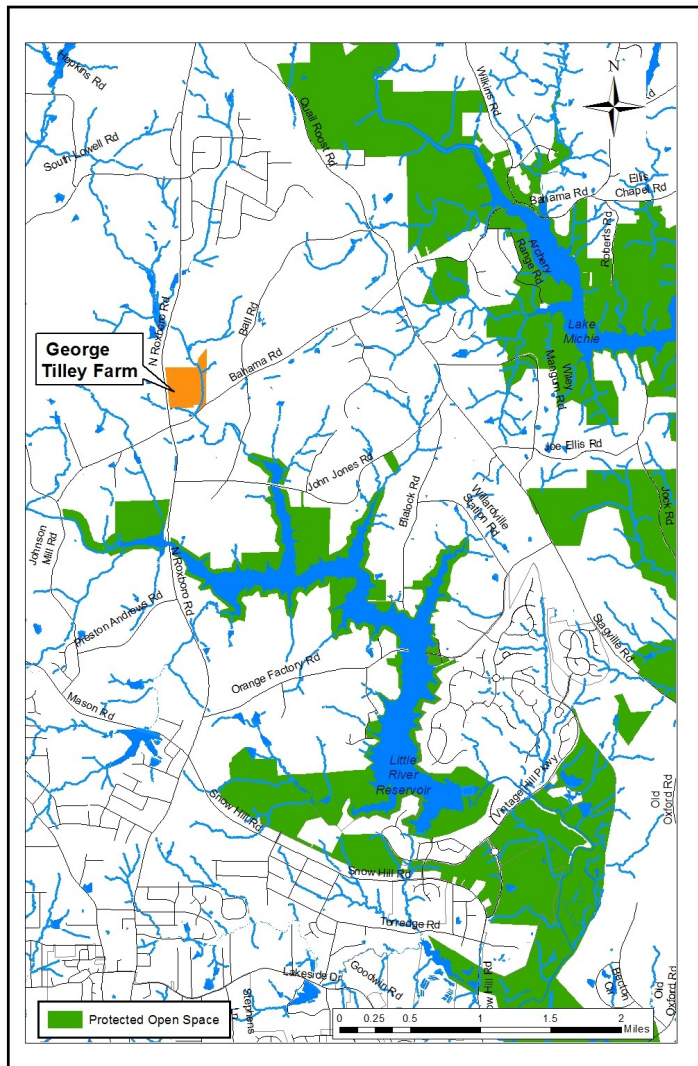 Hopkins Rd
South Lowell Rd
Quail Roost Rd
Wilkins Rd
N
Rd
Bahama Rd
Ellis
Chapel Rd
Roberts Rd
Archery
Range Rd
N Roxboro Rd
Ball Rd
Bahama Rd
Lake
Michie
George
Tilley Farm
Wiley
Mangum Rd
Joe Ellis Rd
John Jones Rd
Blalock Rd
Willardville
Station Rd
Jock Rd
Johnson
Mill Rd
N Roxboro Rd
Preston Andrews Rd
Stagville Rd
Orange Factory Rd
Mason Rd
Little
River
Reservoir
Vintage Hill Pkwy
Old
Oxford Rd
Snow Hill Rd
Snow Hill Rd
Torredge Rd
Lakeside Dr
Goodwin Rd
Stephens
ow Hill Rd
Becton
Cir
Old
Oxford Rd
Protected Open Space
0 0.25 0.5 1 1.5 2
Miles